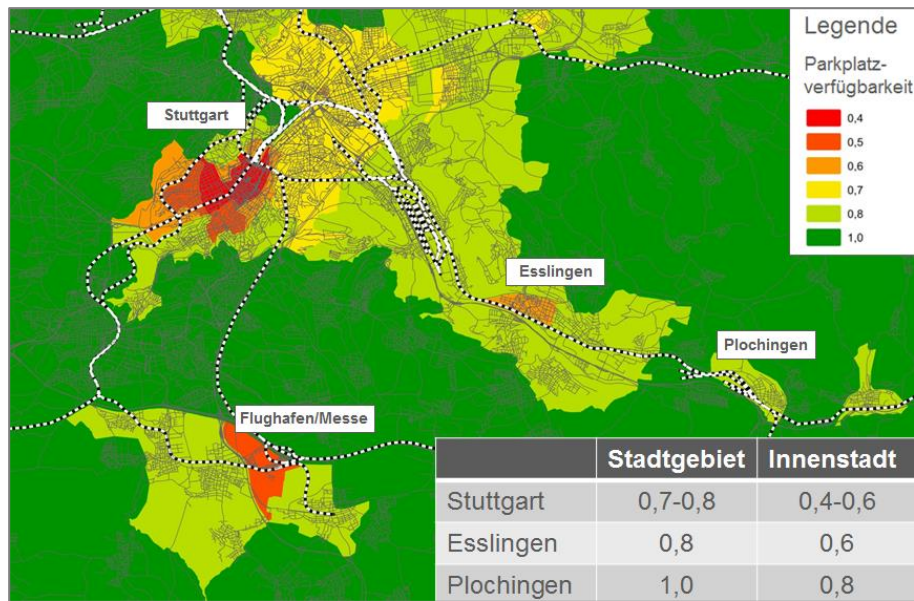 Legende
Parkplatz-
verfügbarkeit
0,4
0,5
0,6
0,7
0,8
1,0
Stuttgart
Esslingen
Plochingen
Flughafen/Messe
Stadtgebiet Innenstadt
Stuttgart 0,7-0,8 0,4-0,6
Esslingen 0,8 0,6
Plochingen 1,0 0,8